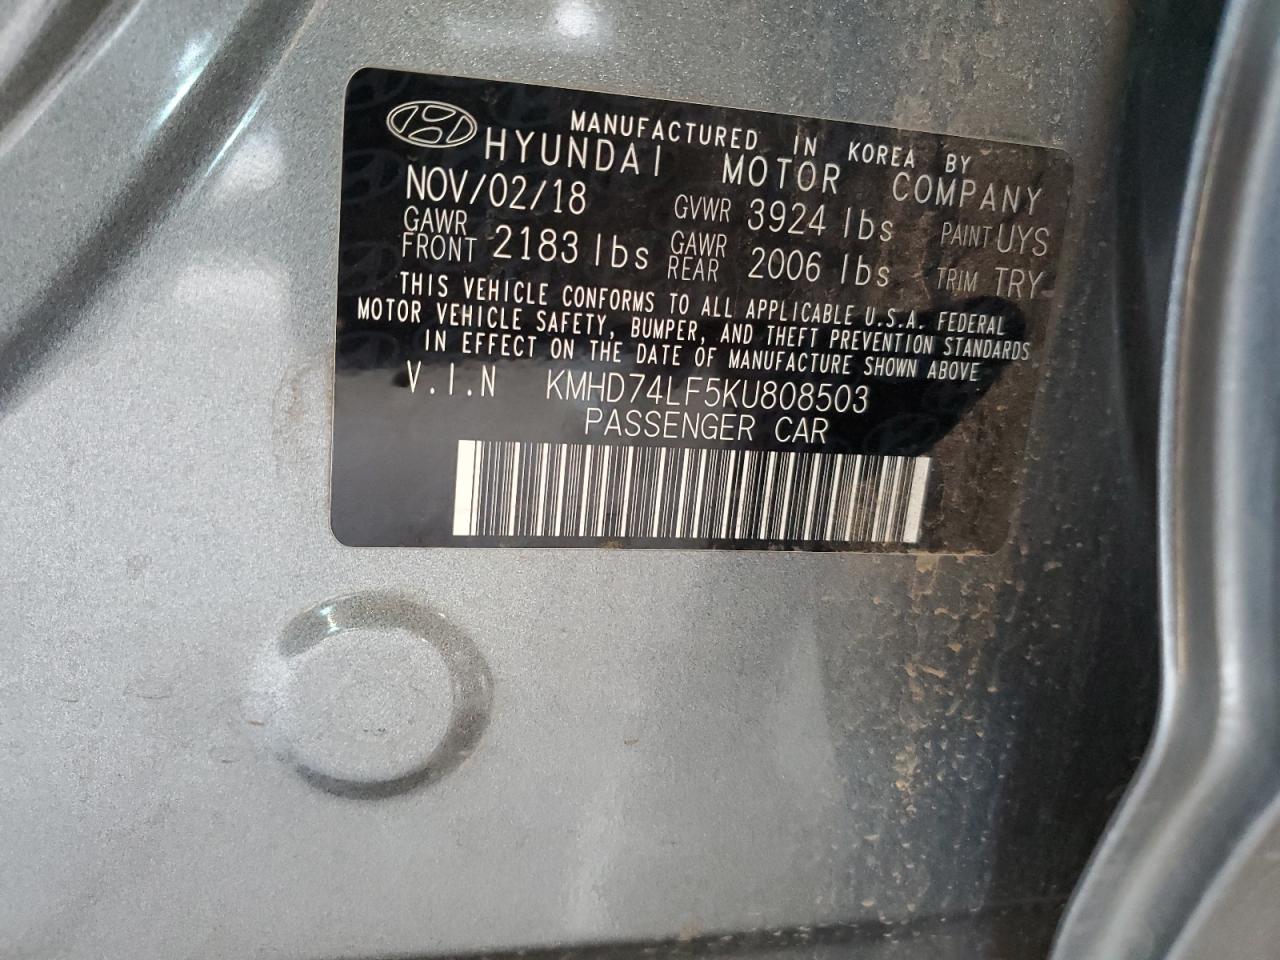 MANUFACTURED IN KOREA BY
HYUNDAI MOTOR COMPANY
NOV/02/18 GVWR 3924 lbs PAINT UYS
GAWR FRONT 2183 lbs GAWR REAR 2006 lbs TRIM TRY
THIS VEHICLE CONFORMS TO ALL APPLICABLE U.S.A. FEDERAL
MOTOR VEHICLE SAFETY, BUMPER, AND THEFT PREVENTION STANDARDS
IN EFFECT ON THE DATE OF MANUFACTURE SHOWN ABOVE
V.I.N KMHD74LF5KU808503
PASSENGER CAR